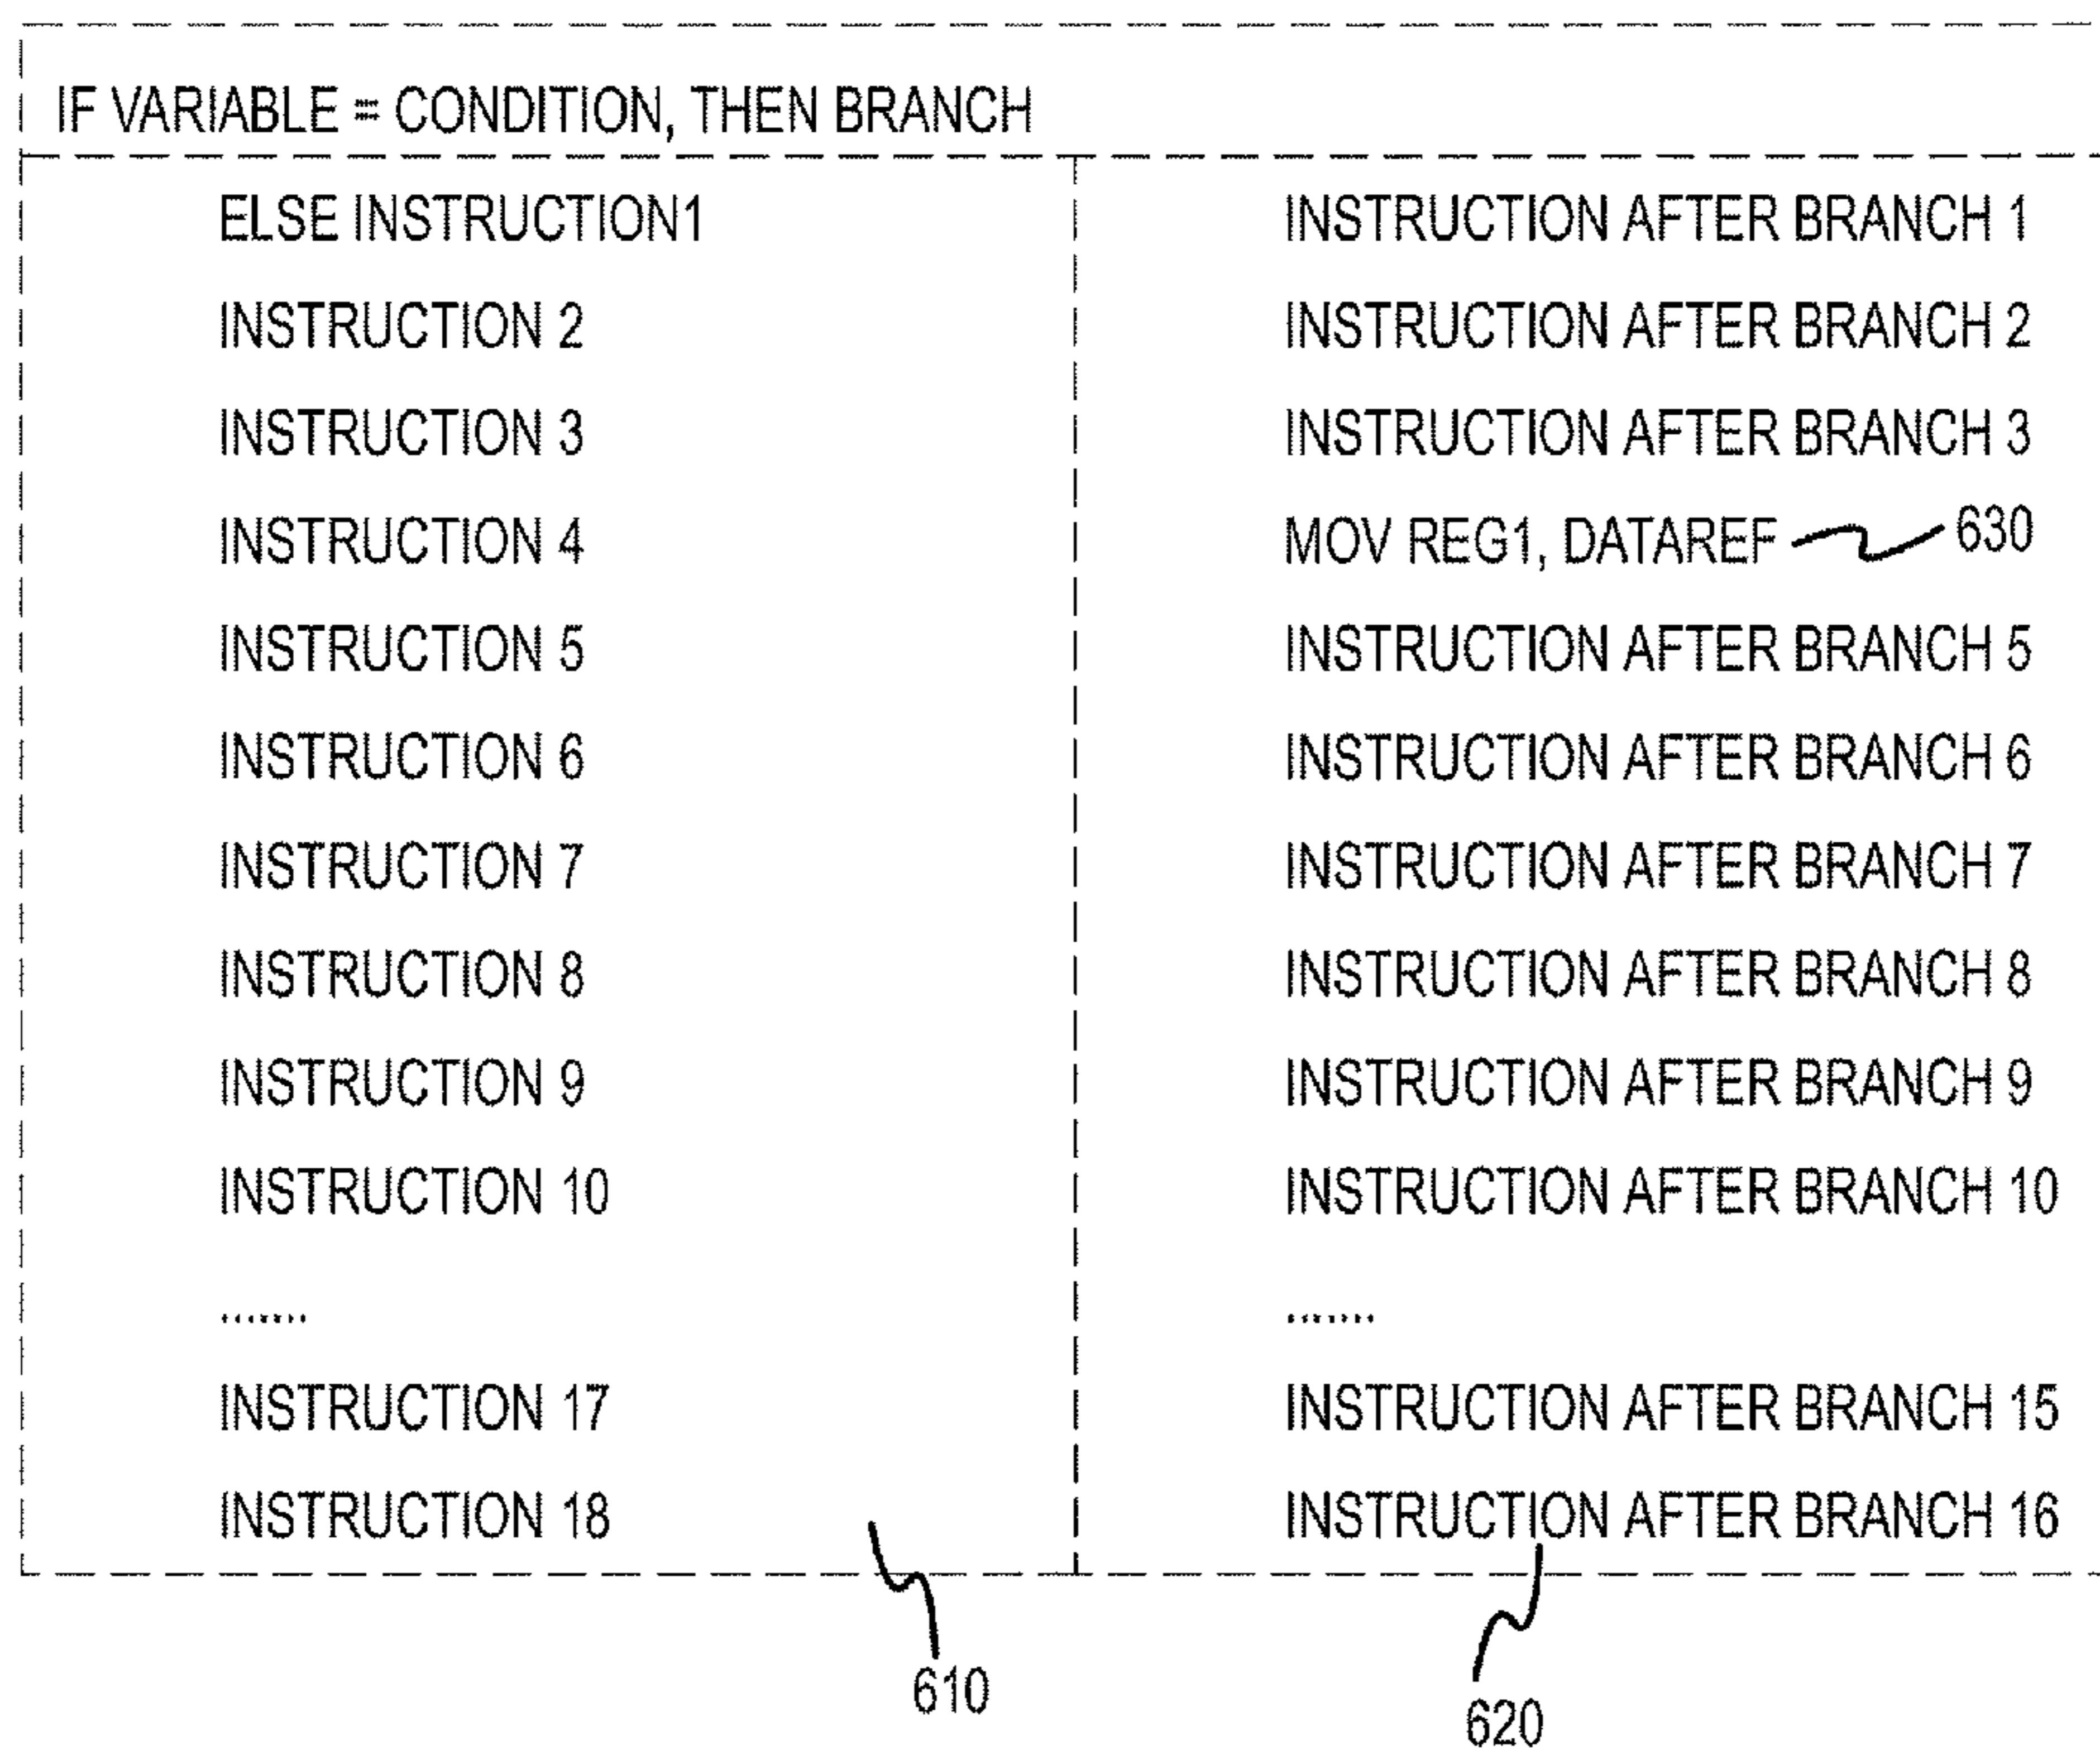 IF VARIABLE = CONDITION, THEN BRANCH
ELSE INSTRUCTION1
INSTRUCTION 2
INSTRUCTION 3
INSTRUCTION 4
INSTRUCTION 5
INSTRUCTION 6
INSTRUCTION 7
INSTRUCTION 8
INSTRUCTION 9
INSTRUCTION 10
.......
INSTRUCTION 17
INSTRUCTION 18
610
INSTRUCTION AFTER BRANCH 1
INSTRUCTION AFTER BRANCH 2
INSTRUCTION AFTER BRANCH 3
MOV REG1, DATAREF 630
INSTRUCTION AFTER BRANCH 5
INSTRUCTION AFTER BRANCH 6
INSTRUCTION AFTER BRANCH 7
INSTRUCTION AFTER BRANCH 8
INSTRUCTION AFTER BRANCH 9
INSTRUCTION AFTER BRANCH 10
.......
INSTRUCTION AFTER BRANCH 15
INSTRUCTION AFTER BRANCH 16
620